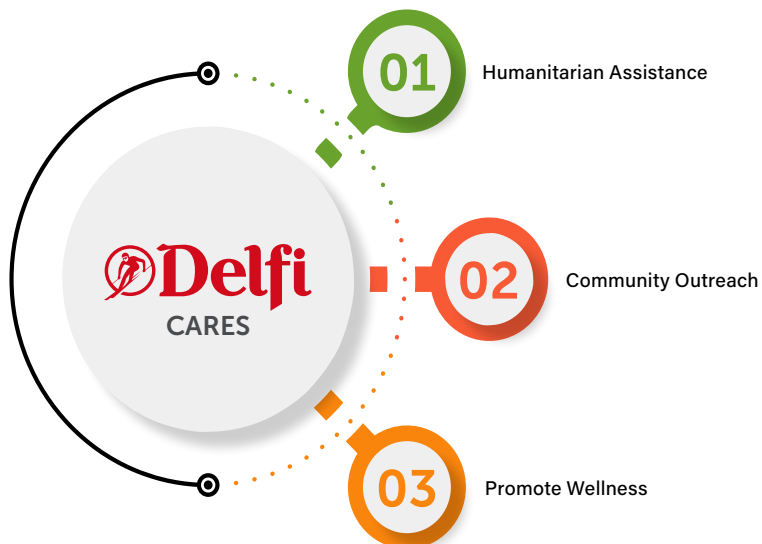 01
Humanitarian Assistance
Delfi
CARES
02
Community Outreach
03
Promote Wellness